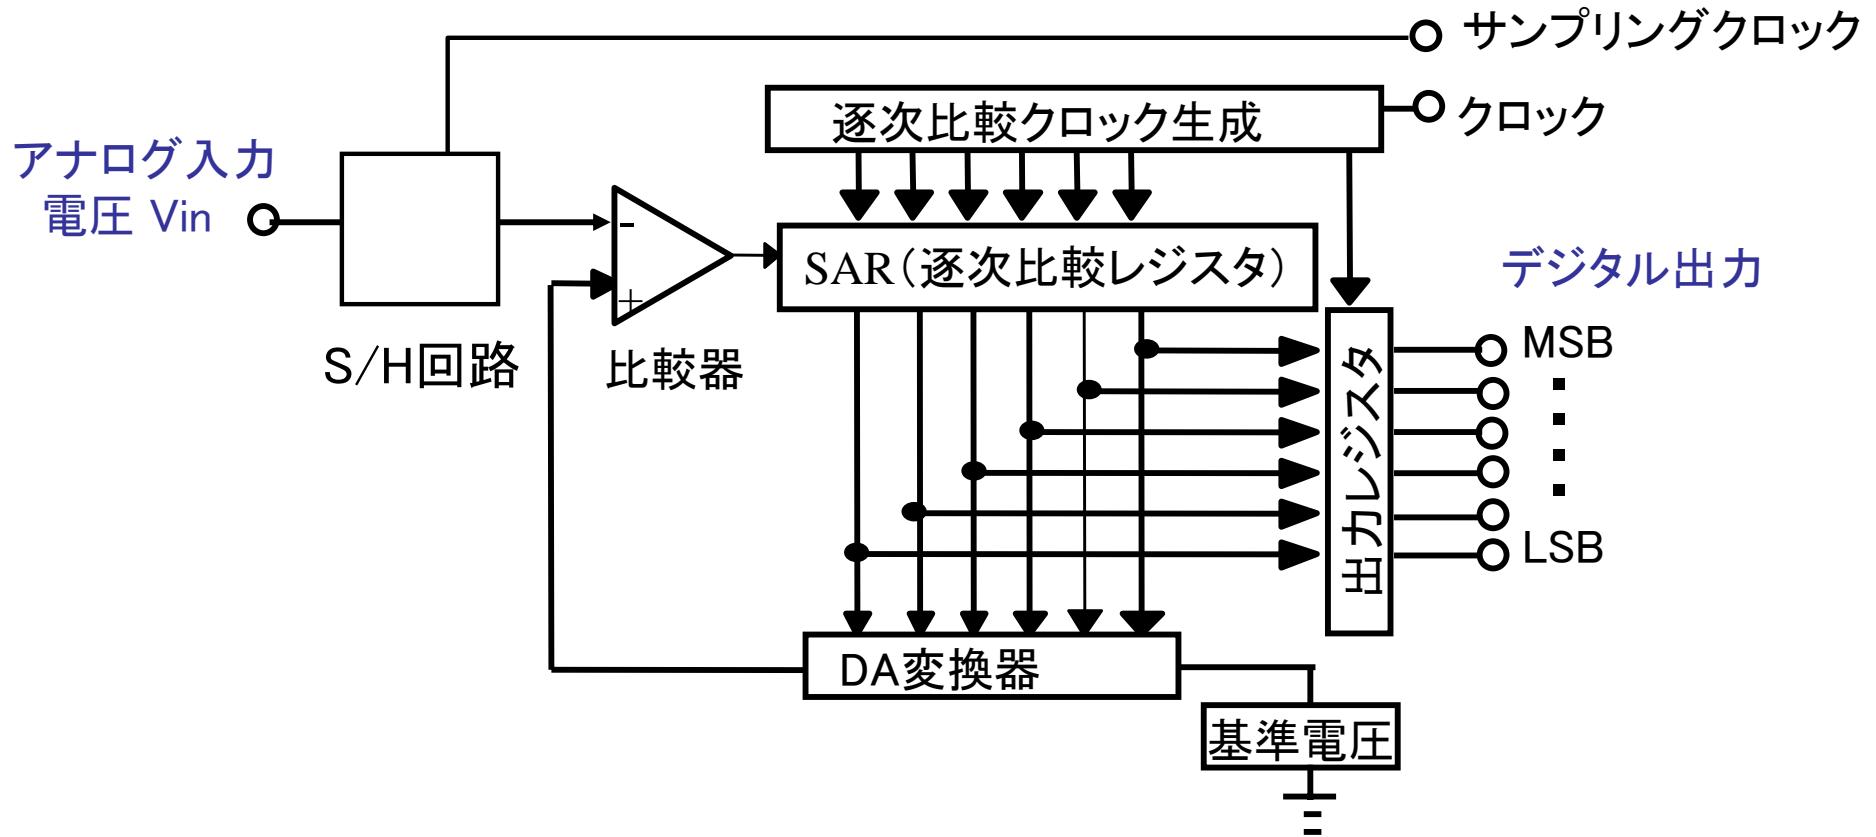 サンプリングクロック
逐次比較クロック生成
クロック
アナログ入力
電圧 Vin
-
+
SAR(逐次比較レジスタ)
デジタル出力
S/H回路
比較器
出力レジスタ
MSB
LSB
DA変換器
基準電圧